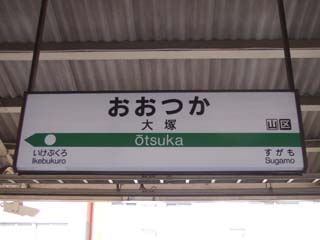 おおつか
大塚
山区
Ōtsuka
いけぶくろ
Ikebukuro
すがも
Sugamo